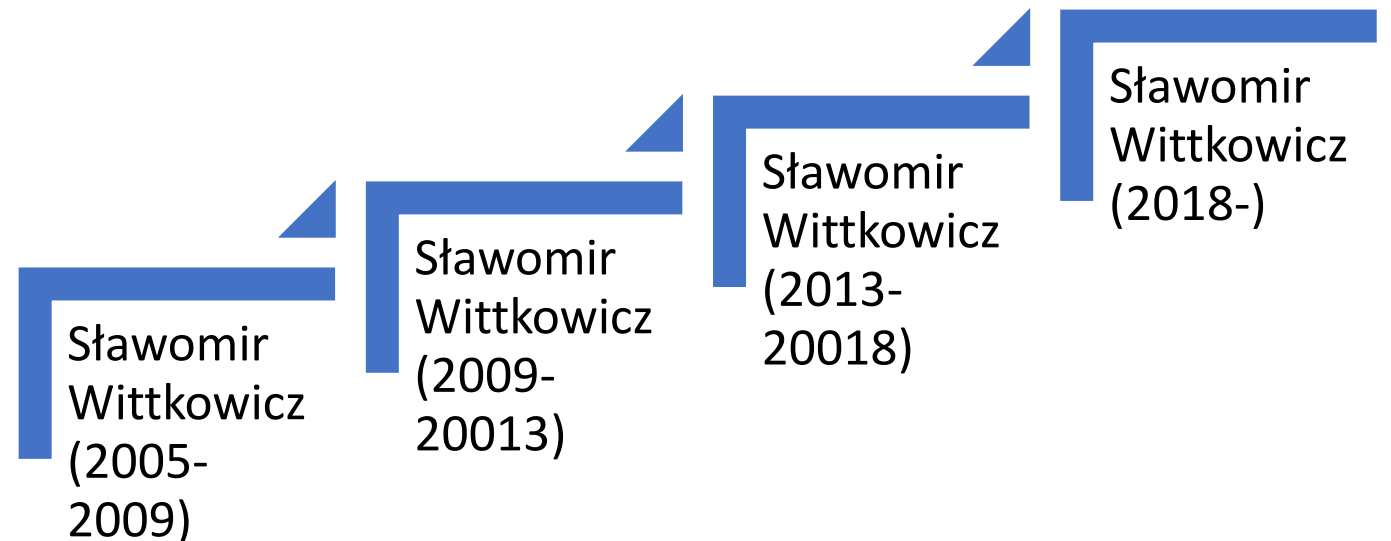 Sławomir
Wittkowicz
(2005-
2009)
Sławomir
Wittkowicz
(2009-
20013)
Sławomir
Wittkowicz
(2013-
20018)
Sławomir
Wittkowicz
(2018-)